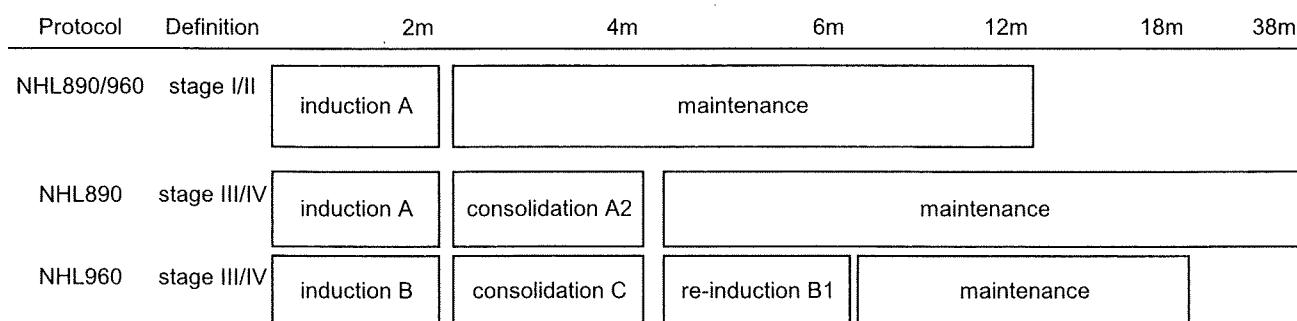 Protocol Definition 2m 4m 6m 12m 18m 38m
NHL890/960 stage I/II induction A maintenance
NHL890 stage III/IV induction A consolidation A2 maintenance
NHL960 stage III/IV induction B consolidation C re-induction B1 maintenance